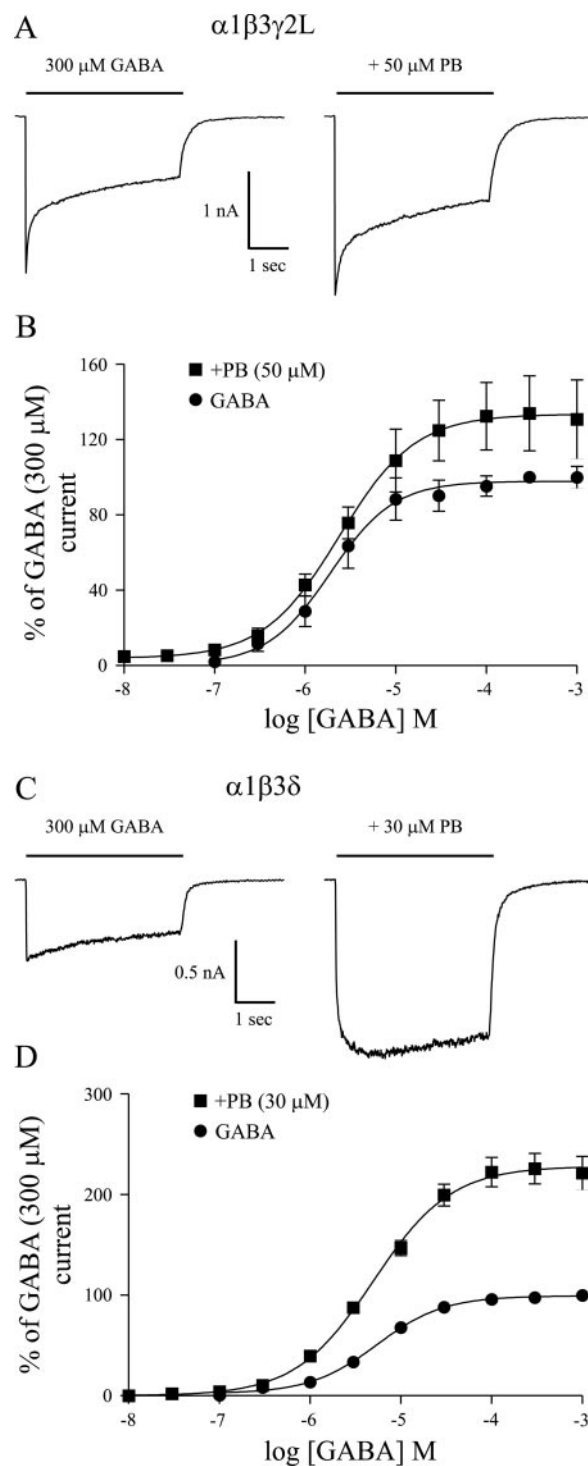 A
α1β3γ2L
300 μM GABA
+ 50 μM PB
1 nA
1 sec
B
% of GABA (300 μM)
current
160
120
80
40
0
+PB (50 μM)
GABA
-8
-7
-6
-5
-4
-3
log [GABA] M
C
α1β3δ
300 μM GABA
+ 30 μM PB
0.5 nA
1 sec
D
% of GABA (300 μM)
current
300
200
100
0
+PB (30 μM)
GABA
-8
-7
-6
-5
-4
-3
log [GABA] M